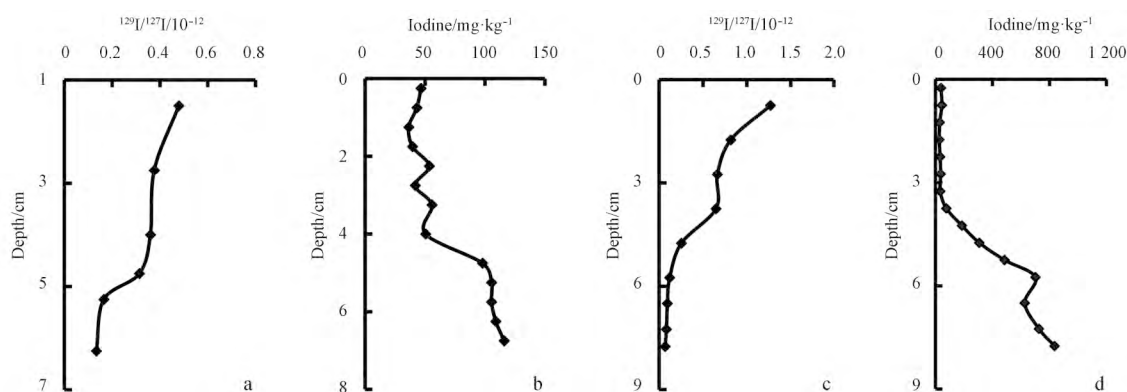 ¹²⁹I/¹²⁷I/10⁻¹²
0 0.2 0.4 0.6 0.8
1
3
5
7
Depth/cm
a
Iodine/mg·kg⁻¹
0 50 100 150
0
2
4
6
8
Depth/cm
b
¹²⁹I/¹²⁷I/10⁻¹²
0 0.5 1.0 1.5 2.0
0
3
6
9
Depth/cm
c
Iodine/mg·kg⁻¹
0 400 800 1 200
0
3
6
9
Depth/cm
d